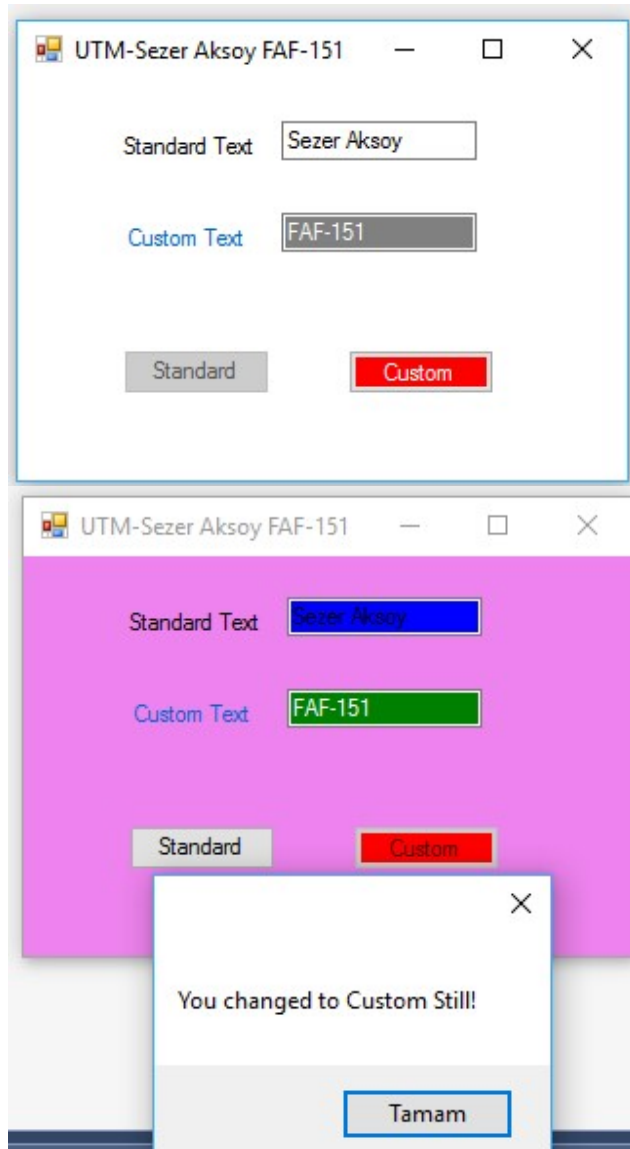 UTM-Sezer Aksoy FAF-151
Standard Text Sezer Aksoy
Custom Text FAF-151
Standard Custom
UTM-Sezer Aksoy FAF-151
Standard Text Sezer Aksoy
Custom Text FAF-151
Standard Custom
You changed to Custom Still!
Tamam